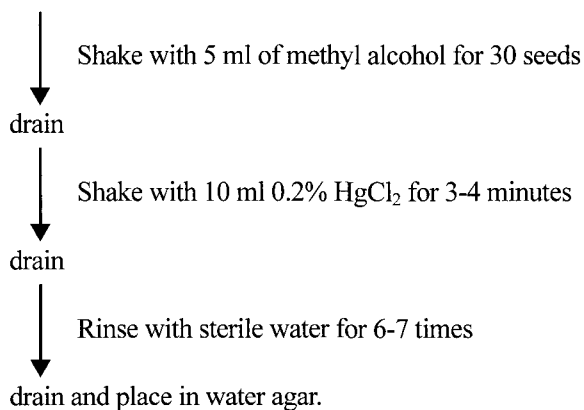 Shake with 5 ml of methyl alcohol for 30 seeds
drain
Shake with 10 ml 0.2% HgCl₂ for 3-4 minutes
drain
Rinse with sterile water for 6-7 times
drain and place in water agar.